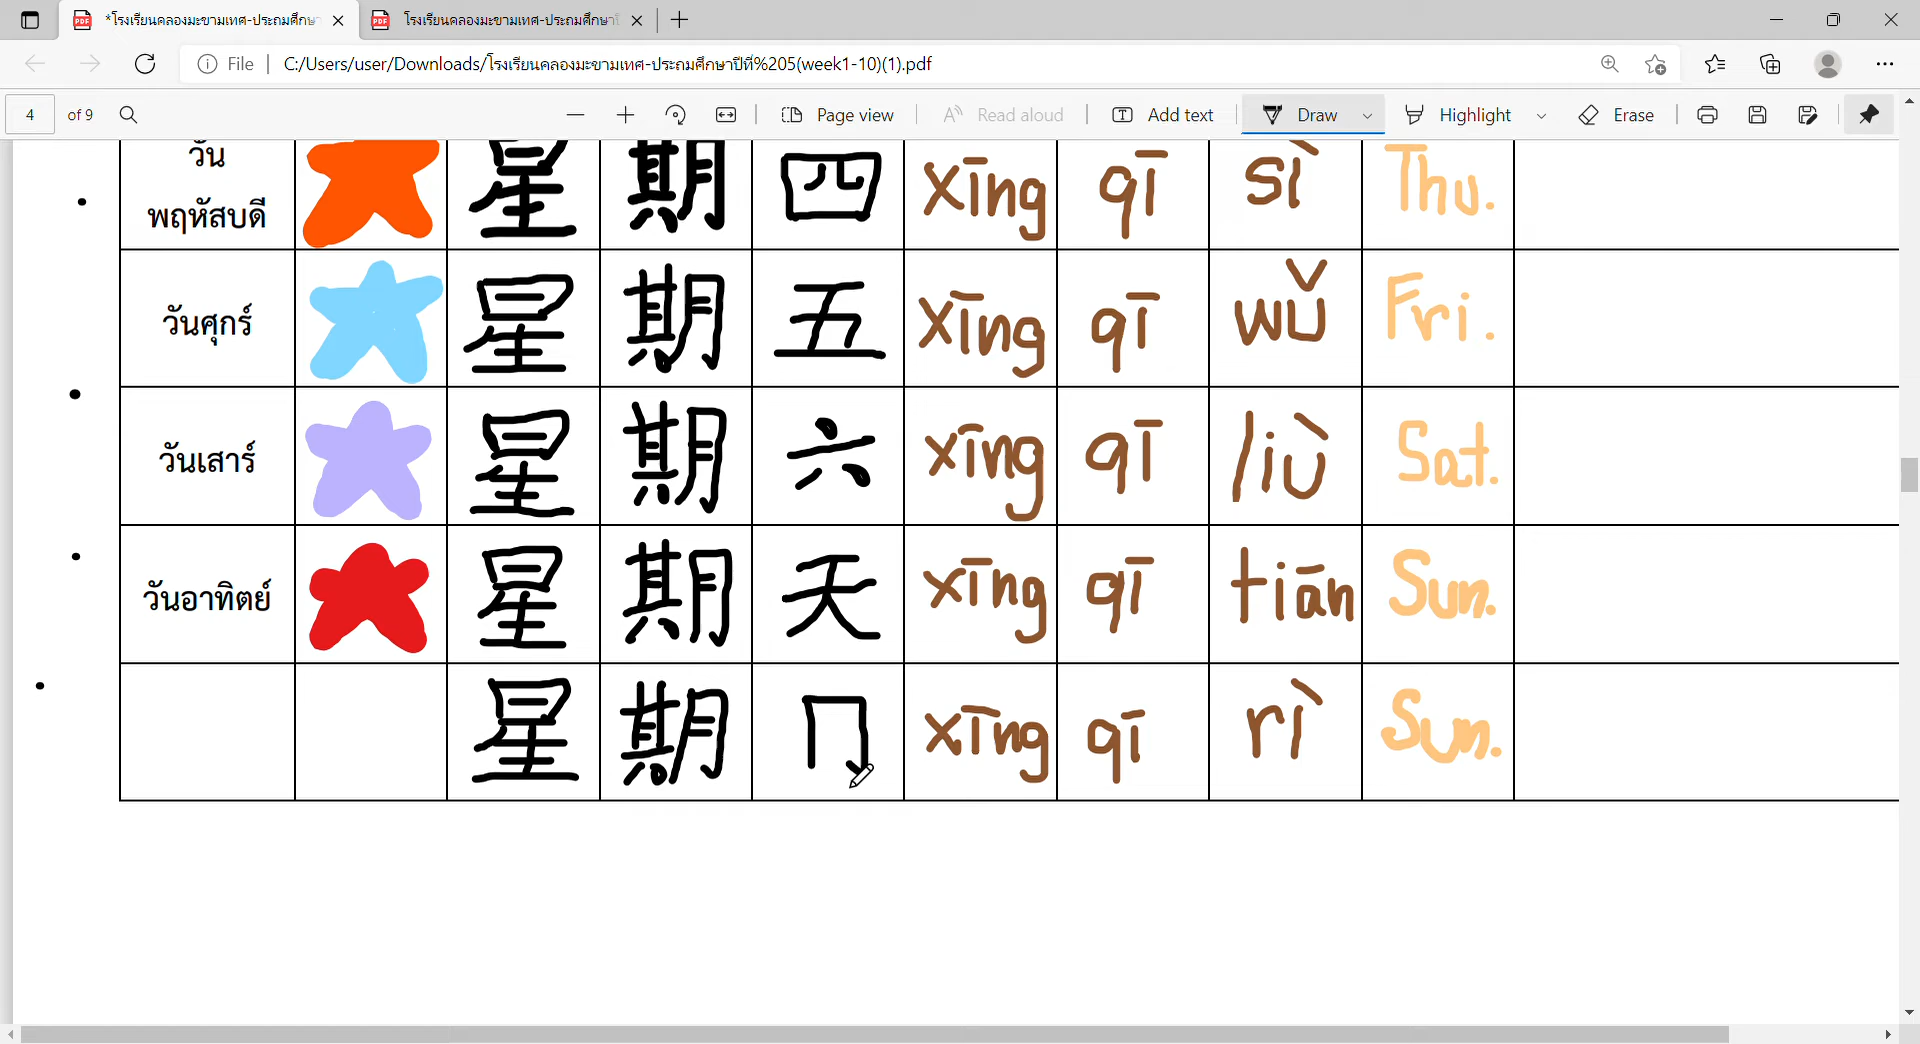 *โรงเรียนคลองมะขามเทศ-ประถมศึกษา
โรงเรียนคลองมะขามเทศ-ประถมศึกษาปี
File
C:/Users/user/Downloads/โรงเรียนคลองมะขามเทศ-ประถมศึกษาปีที่%205(week1-10)(1).pdf
4 of 9
Page view
Read aloud
Add text
Draw
Highlight
Erase
วัน
พฤหัสบดี
星 期 四 xīng qī sì Thu.
วันศุกร์ 星 期 五 xīng qī wǔ Fri.
วันเสาร์ 星 期 六 xīng qī liù Sat.
วันอาทิตย์ 星 期 天 xīng qī tiān Sun.
星 期 xīng qī rì Sun.